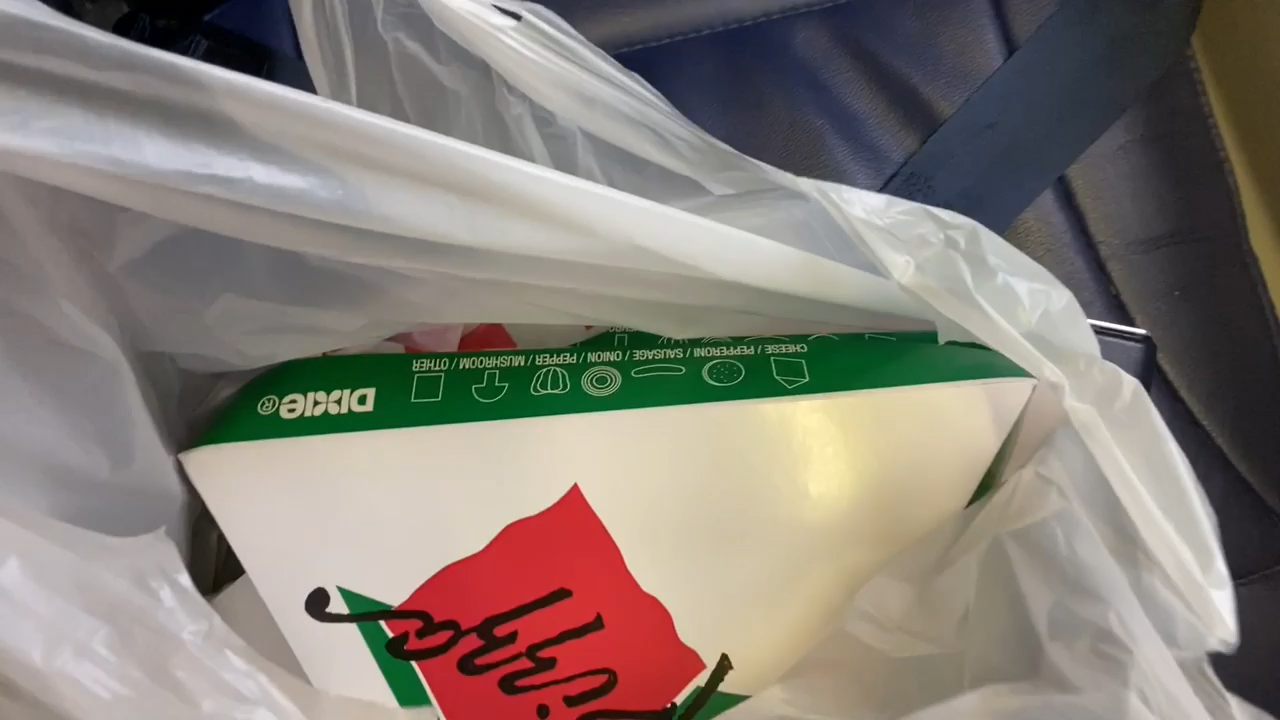 CHEESE / PEPPERONI / SAUSAGE / ONION / PEPPER / MUSHROOM / OTHER
DIXIE®